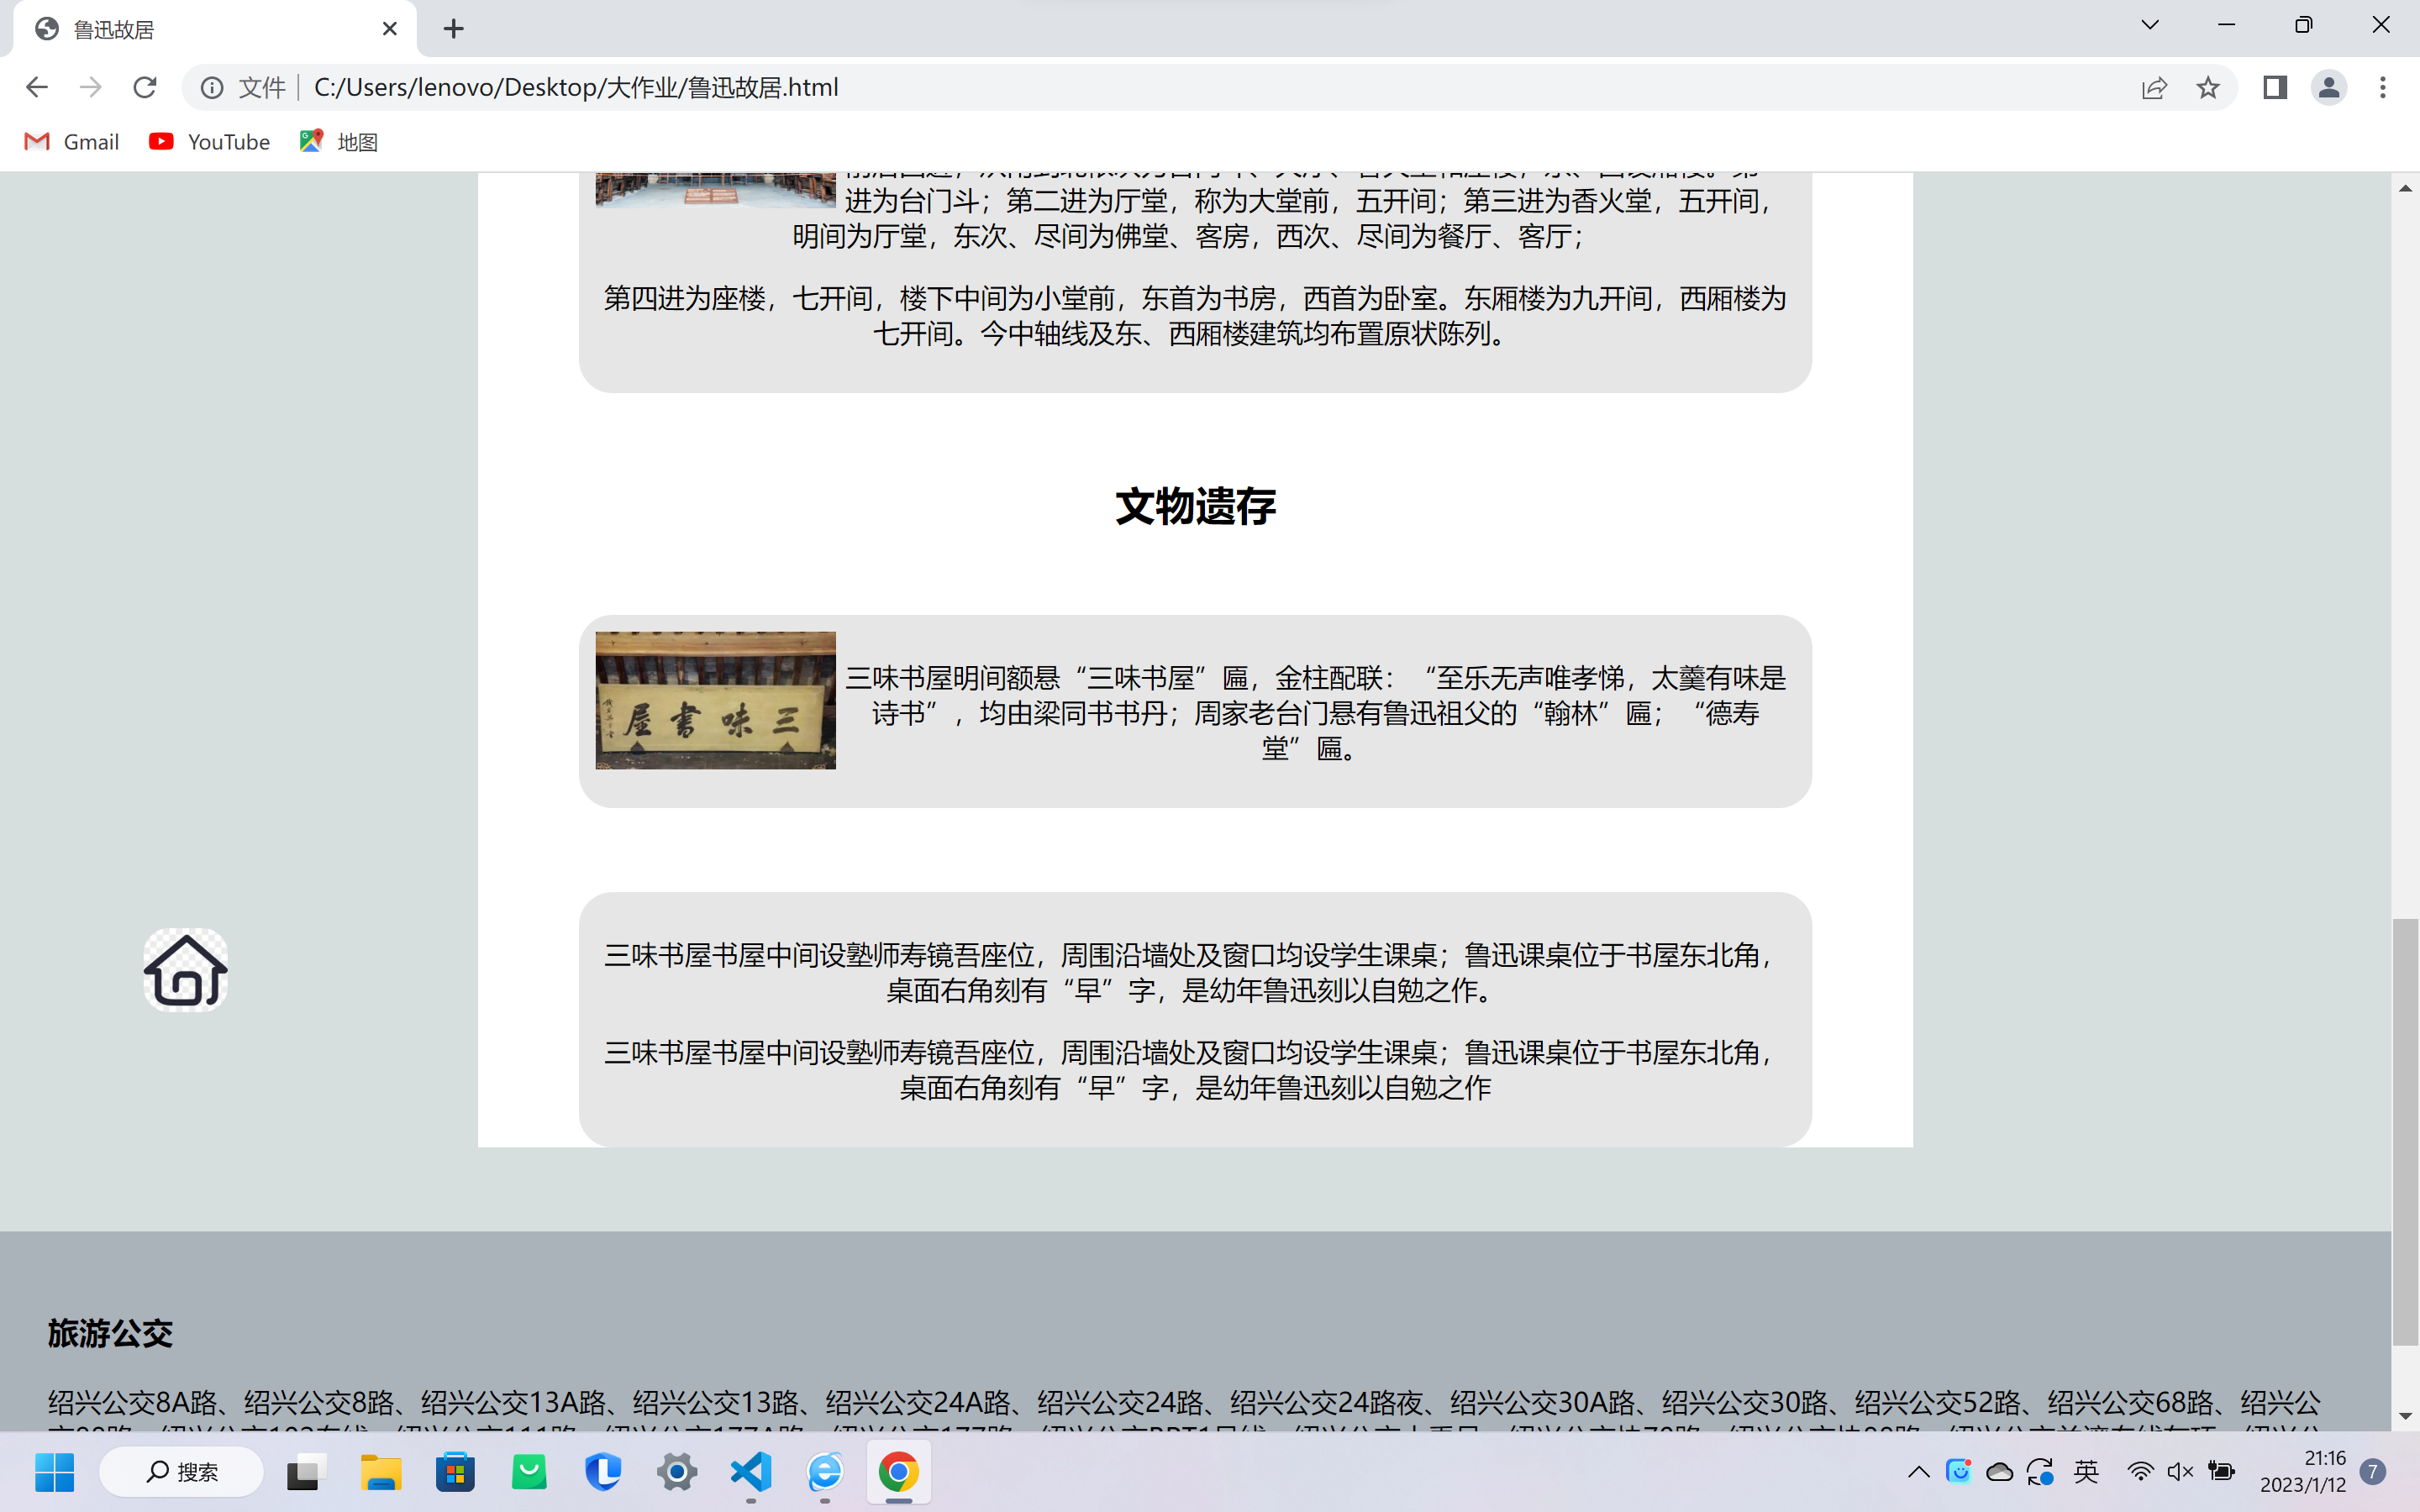 鲁迅故居
文件
C:/Users/lenovo/Desktop/大作业/鲁迅故居.html
Gmail
YouTube
地图
进为台门斗；第二进为厅堂，称为大堂前，五开间；第三进为香火堂，五开间，
明间为厅堂，东次、尽间为佛堂、客房，西次、尽间为餐厅、客厅；
第四进为座楼，七开间，楼下中间为小堂前，东首为书房，西首为卧室。东厢楼为九开间，西厢楼为
七开间。今中轴线及东、西厢楼建筑均布置原状陈列。
文物遗存
屋書味三
三味书屋明间额悬“三味书屋”匾，金柱配联：“至乐无声唯孝悌，太羹有味是
诗书”，均由梁同书书丹；周家老台门悬有鲁迅祖父的“翰林”匾；“德寿
堂”匾。
三味书屋书屋中间设塾师寿镜吾座位，周围沿墙处及窗口均设学生课桌；鲁迅课桌位于书屋东北角，
桌面右角刻有“早”字，是幼年鲁迅刻以自勉之作。
三味书屋书屋中间设塾师寿镜吾座位，周围沿墙处及窗口均设学生课桌；鲁迅课桌位于书屋东北角，
桌面右角刻有“早”字，是幼年鲁迅刻以自勉之作
旅游公交
绍兴公交8A路、绍兴公交8路、绍兴公交13A路、绍兴公交13路、绍兴公交24A路、绍兴公交24路、绍兴公交24路夜、绍兴公交30A路、绍兴公交30路、绍兴公交52路、绍兴公交68路、绍兴公
搜索
英
21:16
2023/1/12
7